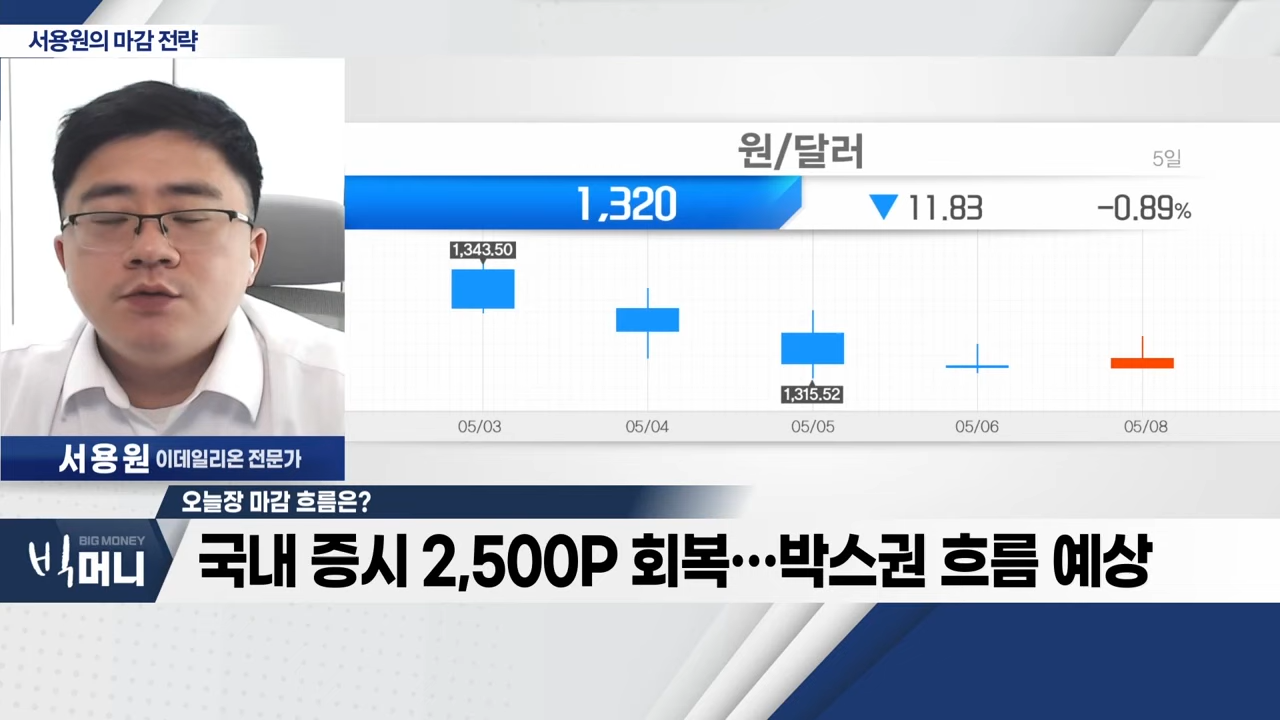 서용원의 마감 전략
원/달러
5일
1,320 ▼ 11.83 -0.89%
1,343.50
1,315.52
05/03 05/04 05/05 05/06 05/08
서용원 이데일리온 전문가
오늘장 마감 흐름은?
BIG MONEY
빅머니
국내 증시 2,500P 회복…박스권 흐름 예상